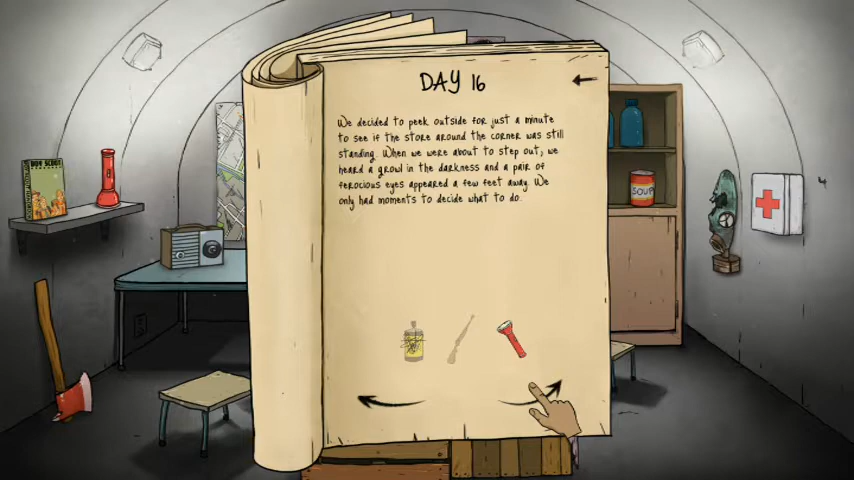 DAY 16
We decided to peek outside for just a minute
to see if the store around the corner was still
standing. When we were about to step out, we
heard a growl in the darkness and a pair of
ferocious eyes appeared a few feet away. We
only had moments to decide what to do.
BOY SCOUT
SOUP